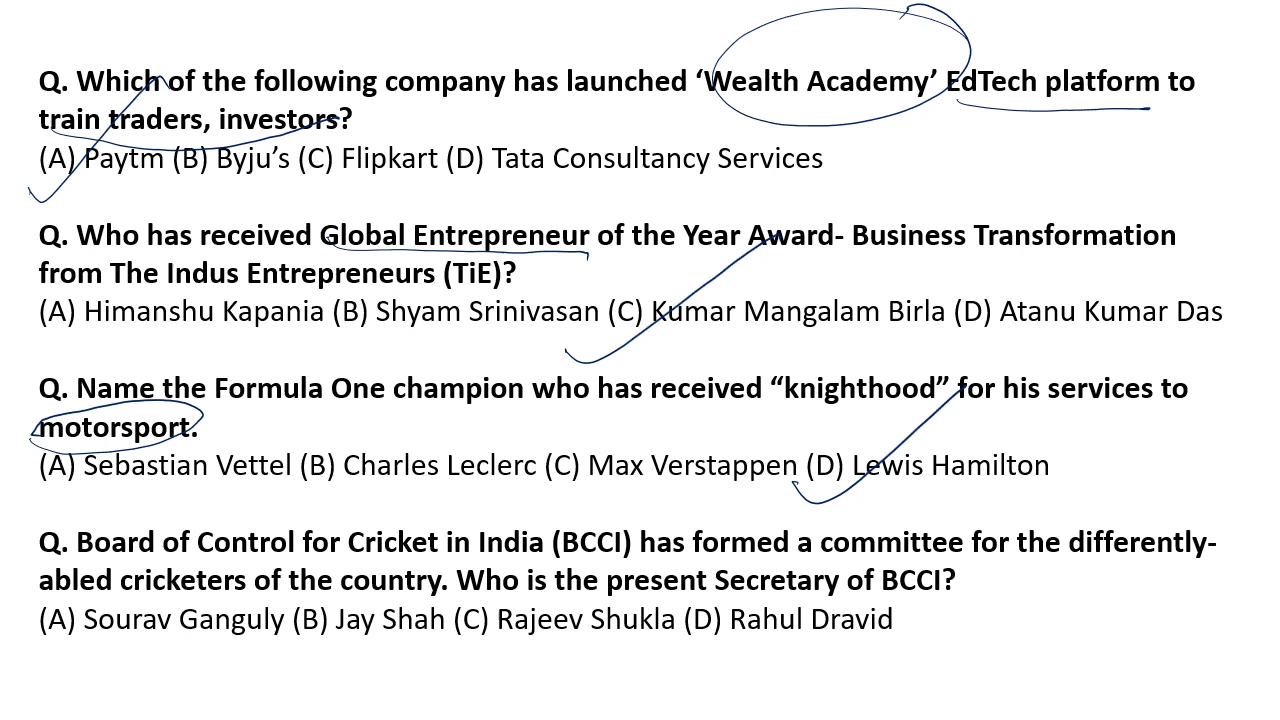 Q. Which of the following company has launched ‘Wealth Academy’ EdTech platform to
train traders, investors?
(A) Paytm (B) Byju’s (C) Flipkart (D) Tata Consultancy Services
Q. Who has received Global Entrepreneur of the Year Award- Business Transformation
from The Indus Entrepreneurs (TiE)?
(A) Himanshu Kapania (B) Shyam Srinivasan (C) Kumar Mangalam Birla (D) Atanu Kumar Das
Q. Name the Formula One champion who has received “knighthood” for his services to
motorsport.
(A) Sebastian Vettel (B) Charles Leclerc (C) Max Verstappen (D) Lewis Hamilton
Q. Board of Control for Cricket in India (BCCI) has formed a committee for the differently-
abled cricketers of the country. Who is the present Secretary of BCCI?
(A) Sourav Ganguly (B) Jay Shah (C) Rajeev Shukla (D) Rahul Dravid